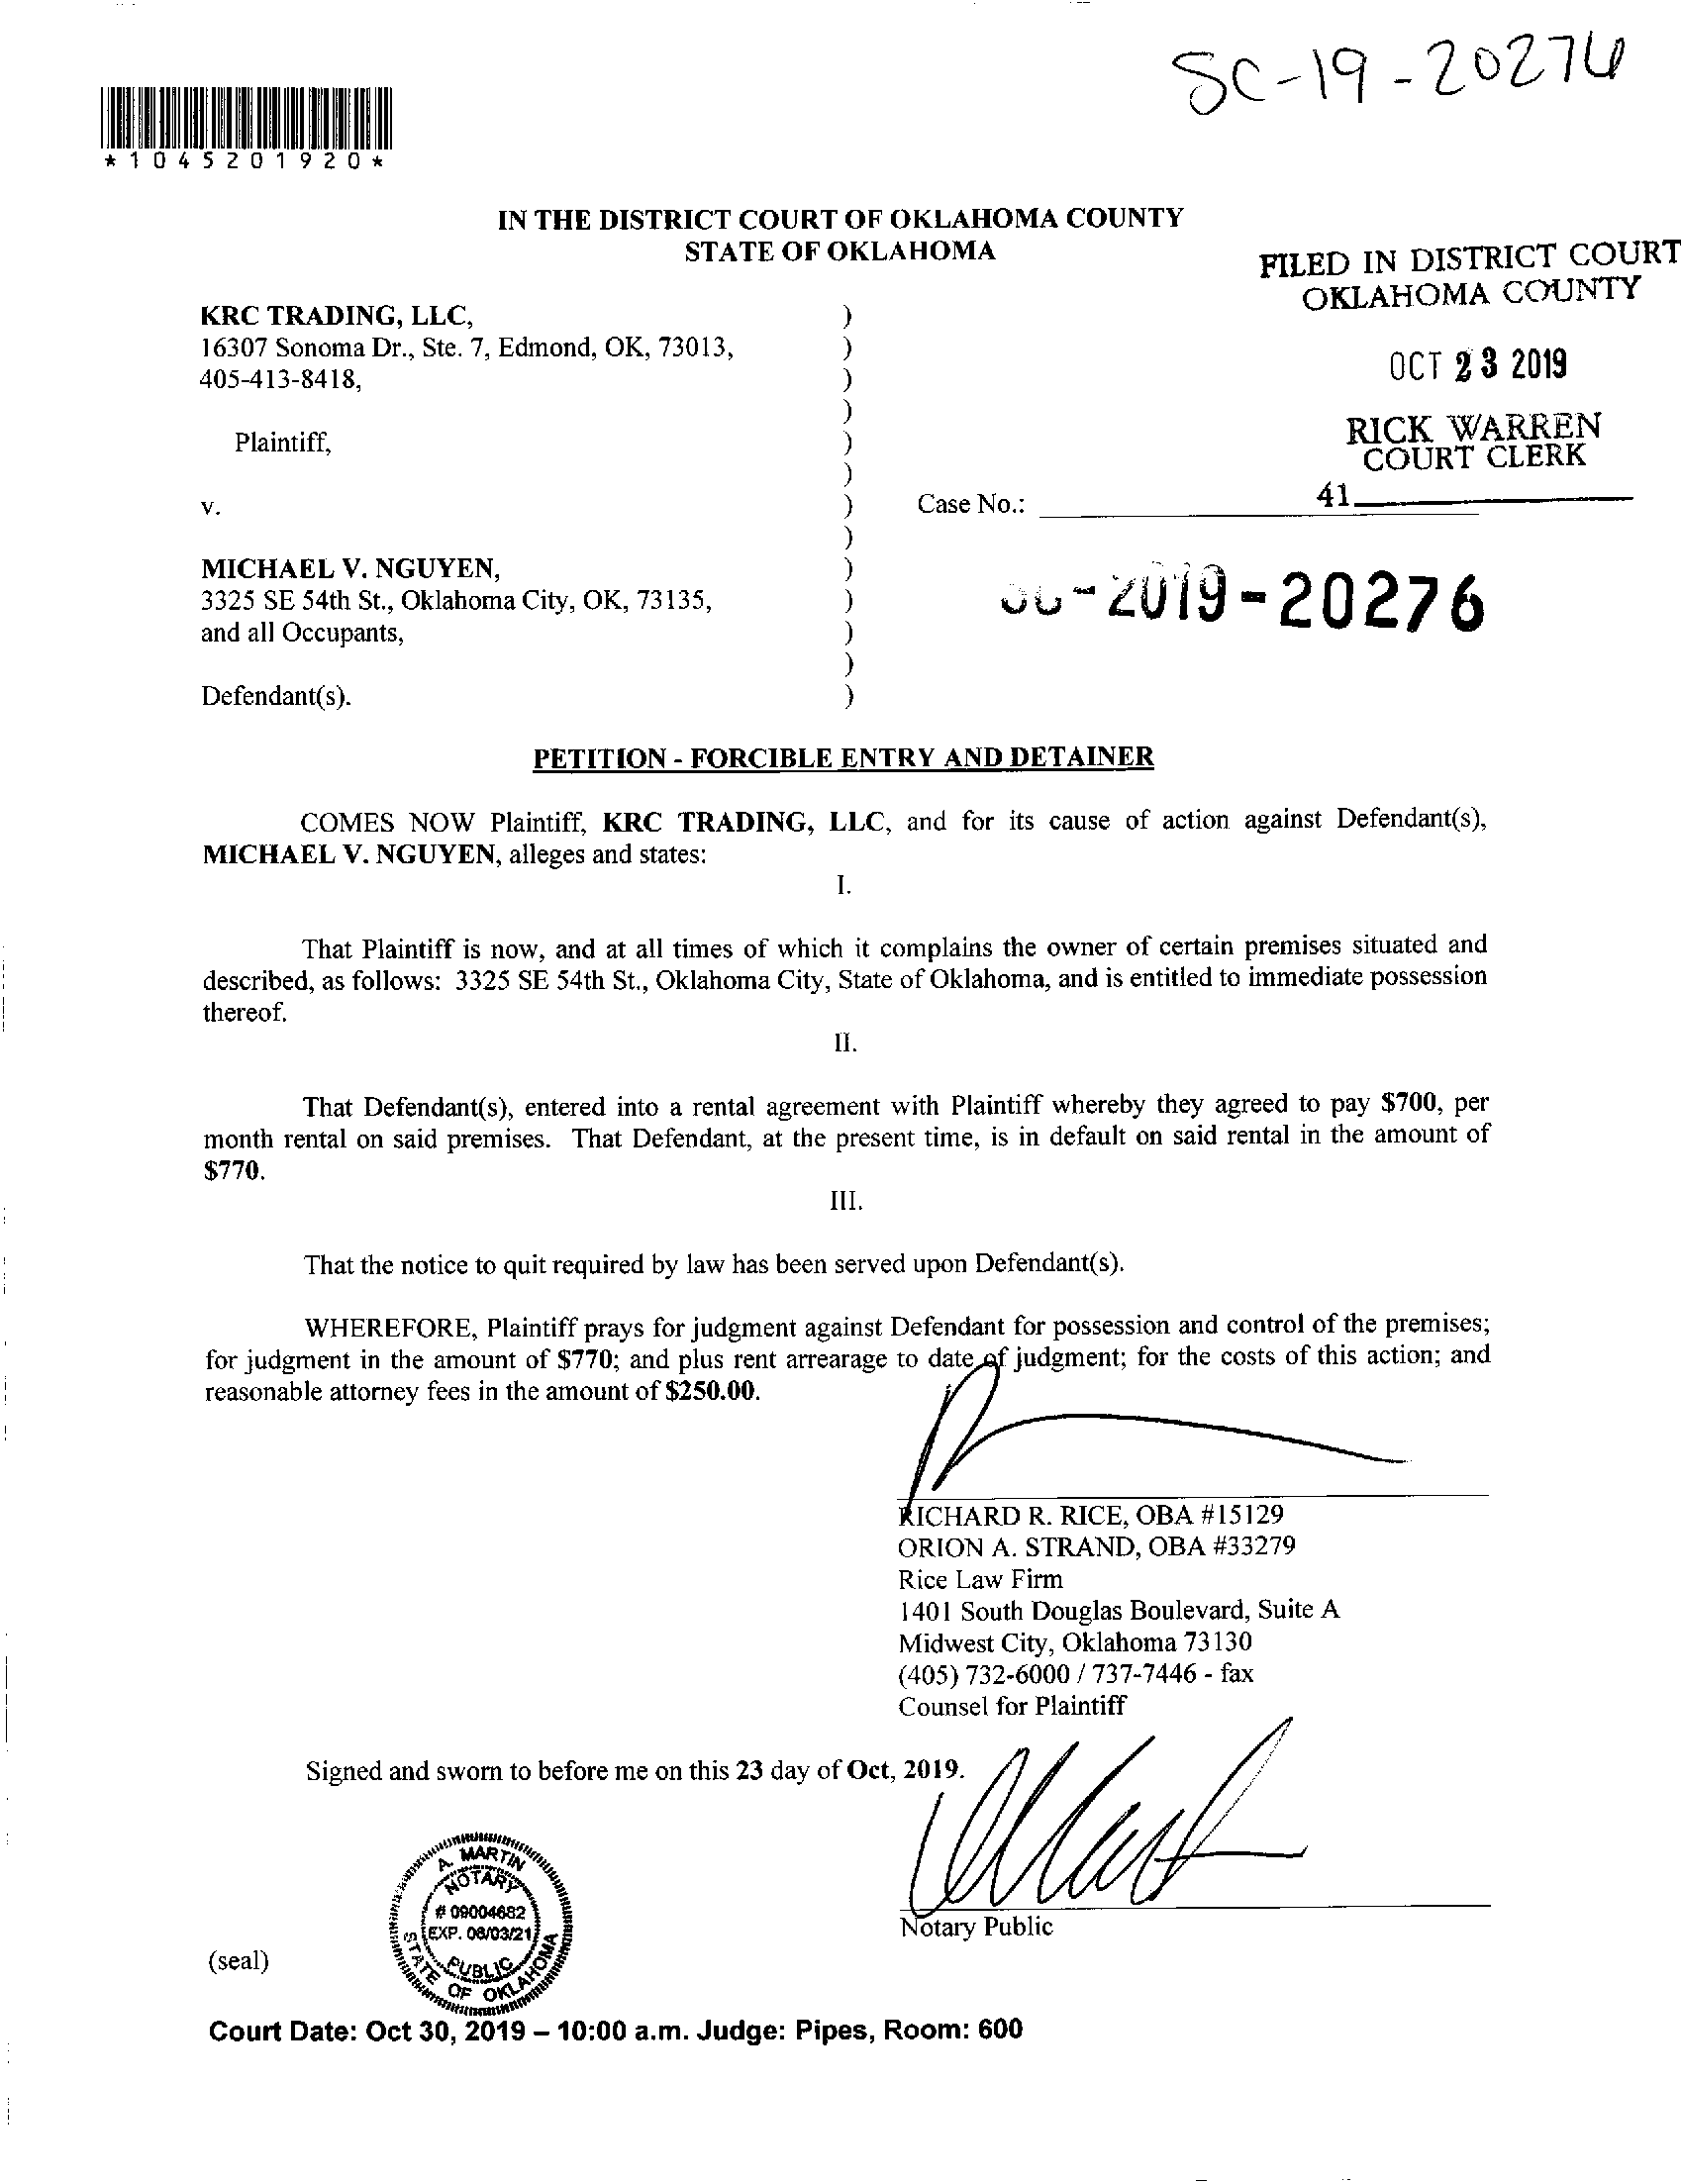 SC-19-20276
*1045201920*
IN THE DISTRICT COURT OF OKLAHOMA COUNTY
STATE OF OKLAHOMA
FILED IN DISTRICT COURT
OKLAHOMA COUNTY
OCT 23 2019
RICK WARREN
COURT CLERK
41
KRC TRADING, LLC, )
16307 Sonoma Dr., Ste. 7, Edmond, OK, 73013, )
405-413-8418, )
)
Plaintiff, )
)
v. ) Case No.:
)
MICHAEL V. NGUYEN, )
3325 SE 54th St., Oklahoma City, OK, 73135, )
and all Occupants, )
)
Defendant(s). )
SC-2019-20276
PETITION - FORCIBLE ENTRY AND DETAINER
COMES NOW Plaintiff, KRC TRADING, LLC, and for its cause of action against Defendant(s),
MICHAEL V. NGUYEN, alleges and states:
I.
That Plaintiff is now, and at all times of which it complains the owner of certain premises situated and
described, as follows: 3325 SE 54th St., Oklahoma City, State of Oklahoma, and is entitled to immediate possession
thereof.
II.
That Defendant(s), entered into a rental agreement with Plaintiff whereby they agreed to pay $700, per
month rental on said premises. That Defendant, at the present time, is in default on said rental in the amount of
$770.
III.
That the notice to quit required by law has been served upon Defendant(s).
WHEREFORE, Plaintiff prays for judgment against Defendant for possession and control of the premises;
for judgment in the amount of $770; and plus rent arrearage to date of judgment; for the costs of this action; and
reasonable attorney fees in the amount of $250.00.
RICHARD R. RICE, OBA #15129
ORION A. STRAND, OBA #33279
Rice Law Firm
1401 South Douglas Boulevard, Suite A
Midwest City, Oklahoma 73130
(405) 732-6000 / 737-7446 - fax
Counsel for Plaintiff
Signed and sworn to before me on this 23 day of Oct, 2019.
A. MARTIN
NOTARY
# 09004682
EXP. 06/03/21
PUBLIC
STATE OF OKLAHOMA
Notary Public
(seal)
Court Date: Oct 30, 2019 – 10:00 a.m. Judge: Pipes, Room: 600